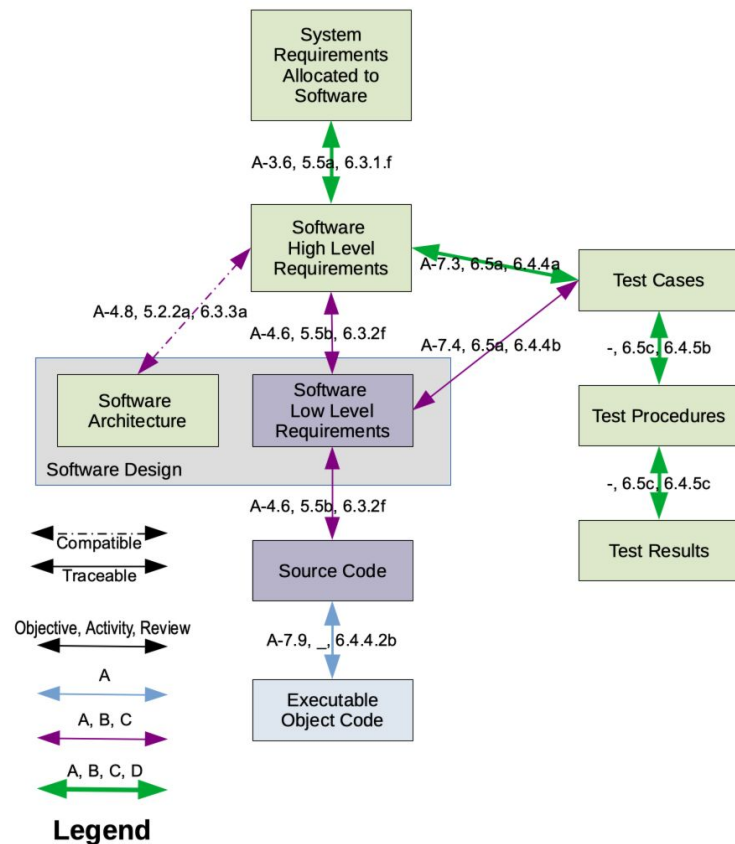 System
Requirements
Allocated to
Software
A-3.6, 5.5a, 6.3.1.f
Software
High Level
Requirements
A-7.3, 6.5a, 6.4.4a
Test Cases
A-4.8, 5.2.2a, 6.3.3a
A-4.6, 5.5b, 6.3.2f
A-7.4, 6.5a, 6.4.4b
-, 6.5c, 6.4.5b
Software
Architecture
Software
Low Level
Requirements
Test Procedures
Software Design
A-4.6, 5.5b, 6.3.2f
-, 6.5c, 6.4.5c
Compatible
Traceable
Source Code
Test Results
Objective, Activity, Review
A-7.9, _, 6.4.4.2b
A
Executable
Object Code
A, B, C
A, B, C, D
Legend